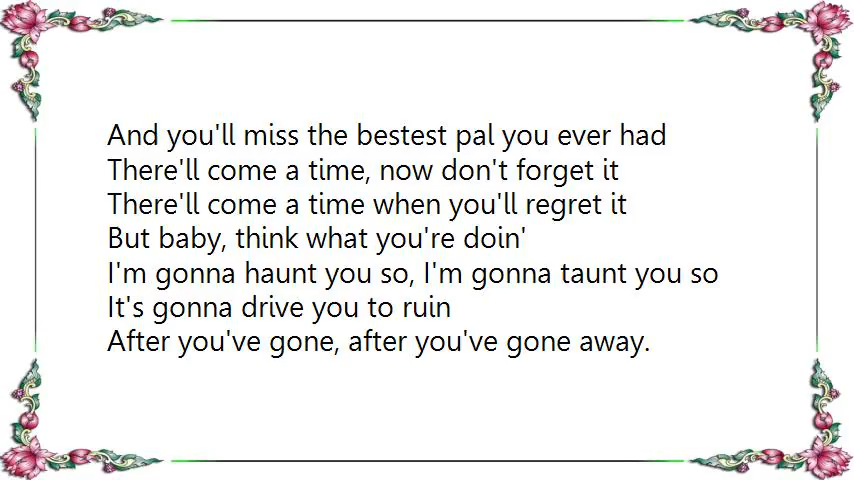 And you'll miss the bestest pal you ever had
There'll come a time, now don't forget it
There'll come a time when you'll regret it
But baby, think what you're doin'
I'm gonna haunt you so, I'm gonna taunt you so
It's gonna drive you to ruin
After you've gone, after you've gone away.